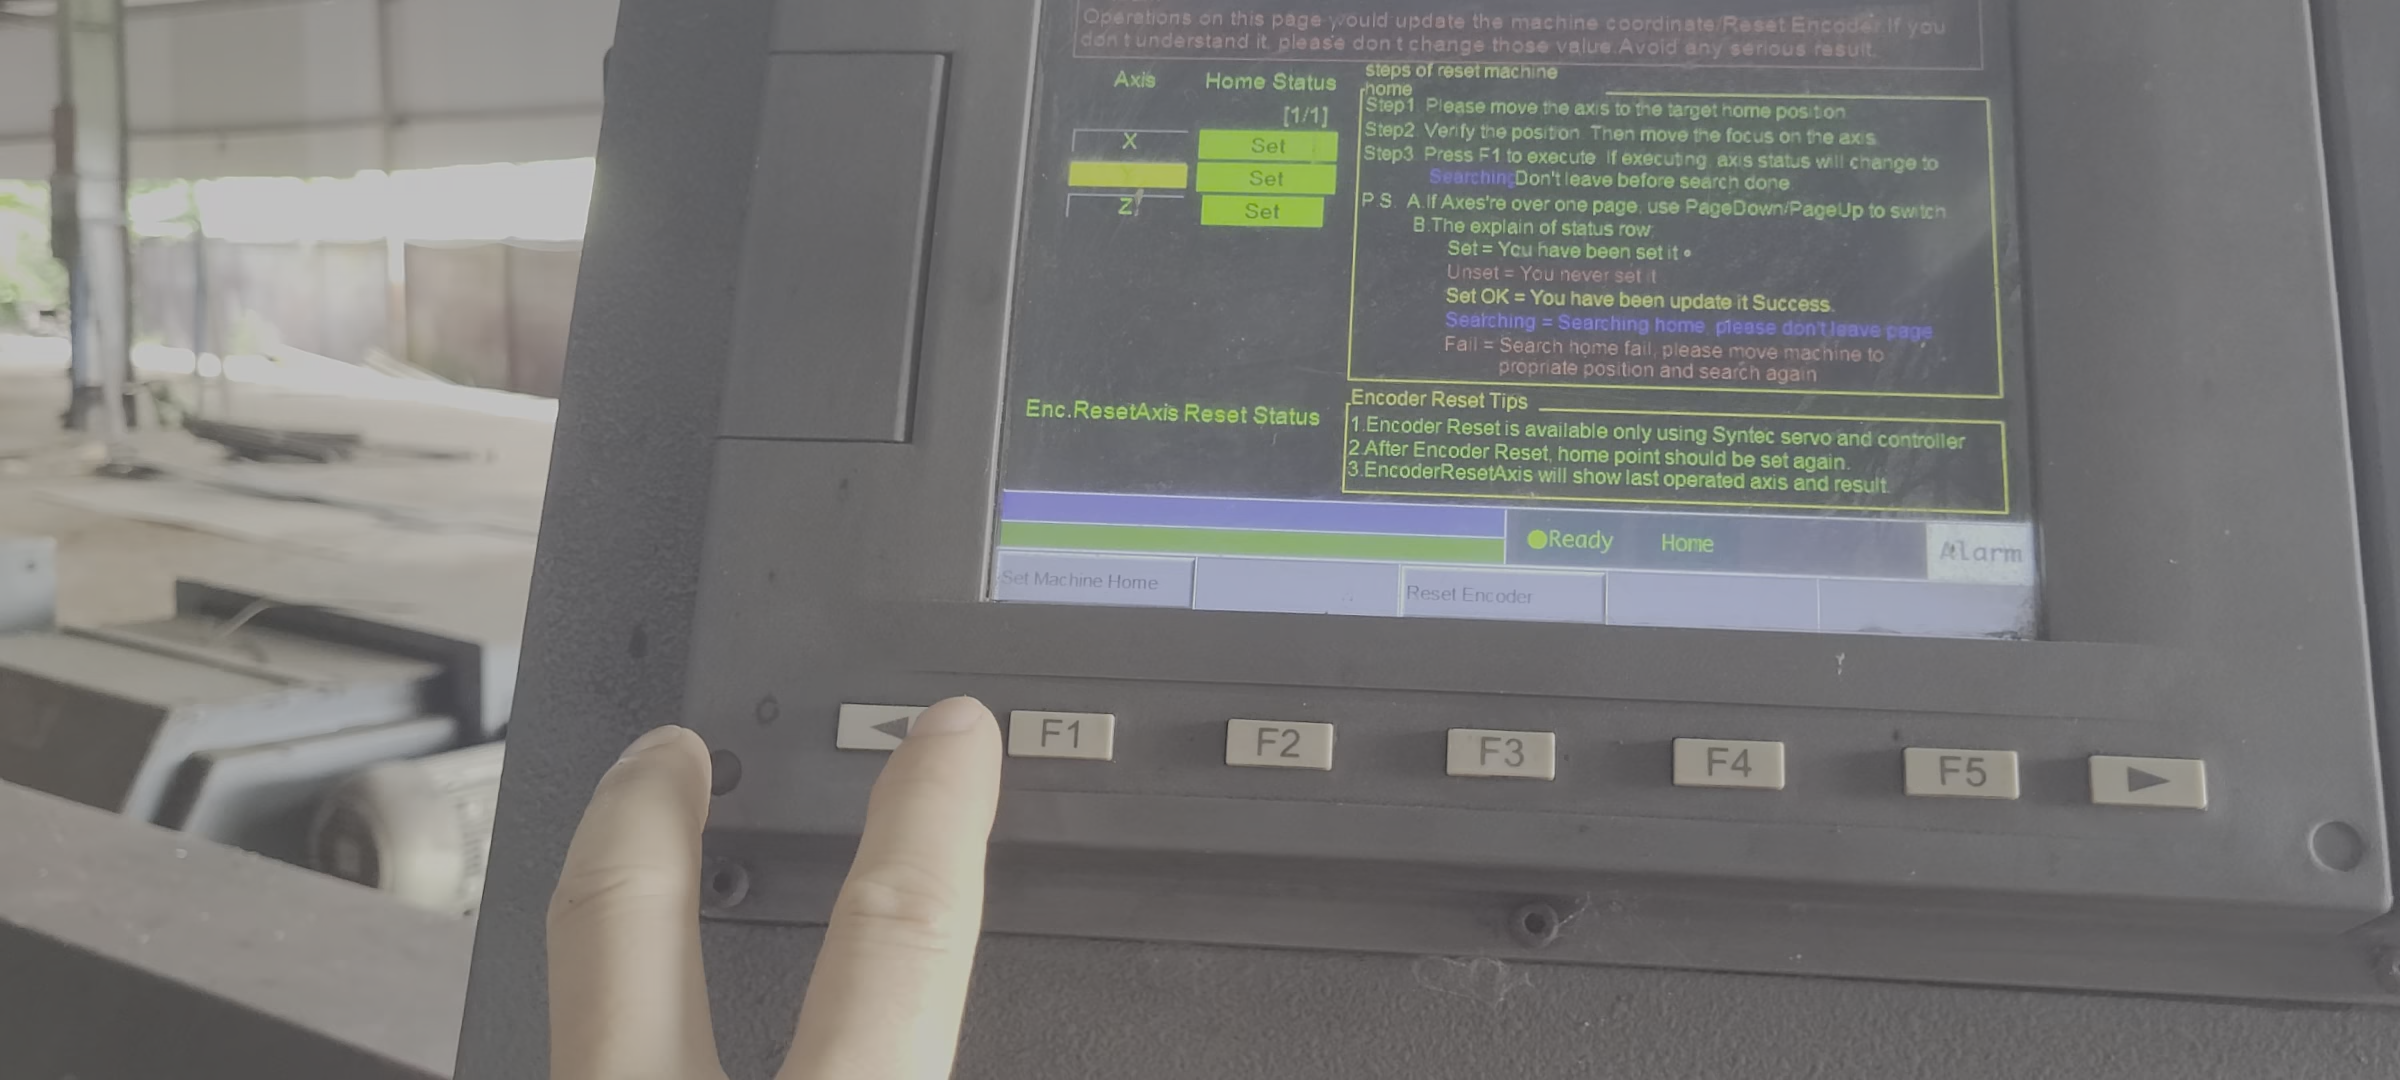 Operations on this page would update the machine coordinate/Reset Encoder.If you
don't understand it, please don't change those value.Avoid any serious result.
Axis Home Status
[1/1]
X Set
Set
Z Set
steps of reset machine
home
Step1. Please move the axis to the target home position.
Step2. Verify the position. Then move the focus on the axis.
Step3. Press F1 to execute. If executing, axis status will change to
Searching Don't leave before search done.
P.S. A.If Axes're over one page, use PageDown/PageUp to switch
B.The explain of status row:
Set = You have been set it
Unset = You never set it
Set OK = You have been update it Success.
Searching = Searching home, please don't leave page
Fail = Search home fail, please move machine to
propriate position and search again
Enc.ResetAxis Reset Status
Encoder Reset Tips
1.Encoder Reset is available only using Syntec servo and controller
2.After Encoder Reset, home point should be set again.
3.EncoderResetAxis will show last operated axis and result.
Ready Home Alarm
Set Machine Home Reset Encoder
F1 F2 F3 F4 F5